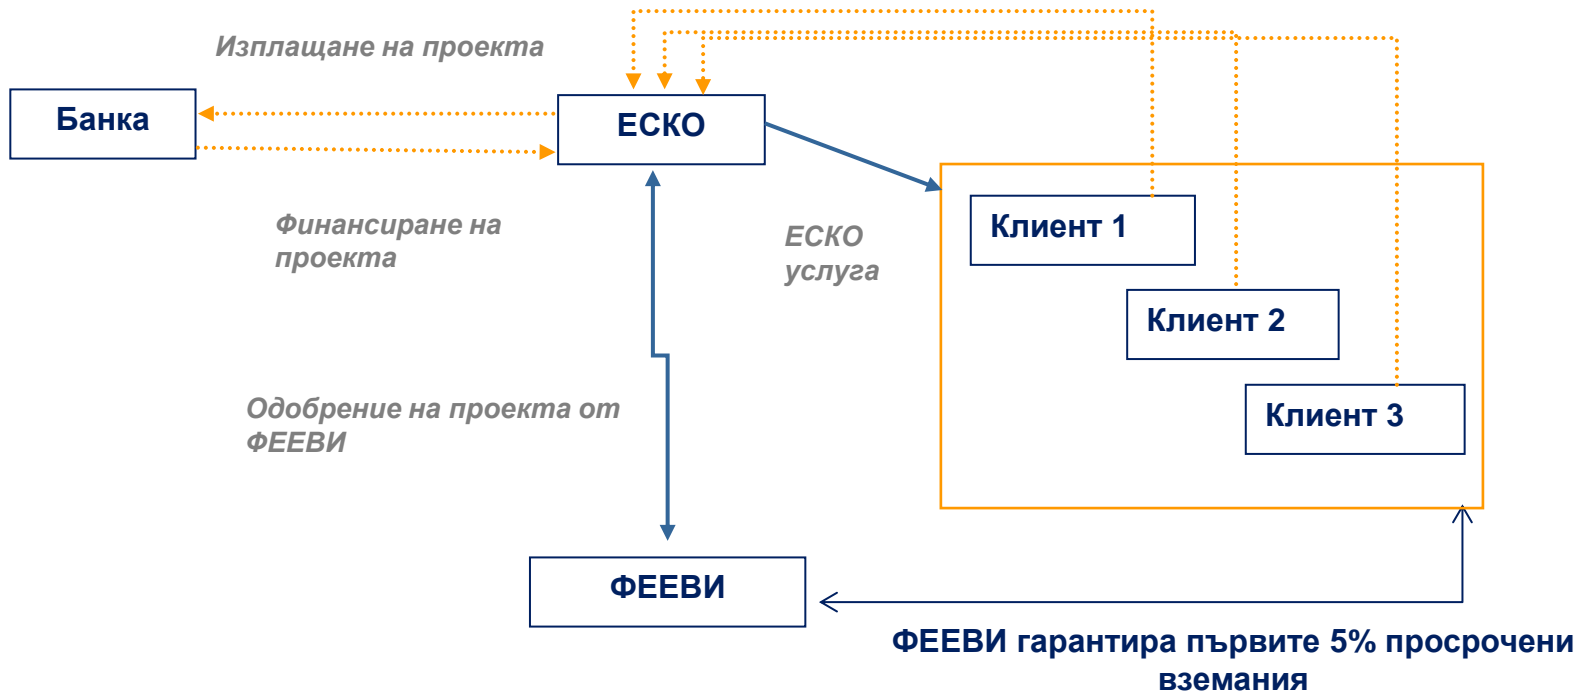 Изплащане на проекта
Банка
ЕСКО
Финансиране на
проекта
ЕСКО
услуга
Клиент 1
Клиент 2
Клиент 3
Одобрение на проекта от
ФЕЕВИ
ФЕЕВИ
ФЕЕВИ гарантира първите 5% просрочени
вземания